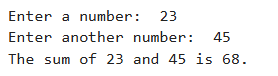 Enter a number:  23
Enter another number:  45
The sum of 23 and 45 is 68.